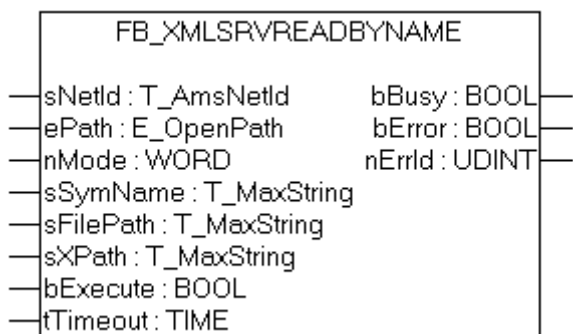 FB_XMLSRVREADBYNAME
sNetId : T_AmsNetId bBusy : BOOL
ePath : E_OpenPath bError : BOOL
nMode : WORD nErrId : UDINT
sSymName : T_MaxString
sFilePath : T_MaxString
sXPath : T_MaxString
bExecute : BOOL
tTimeout : TIME